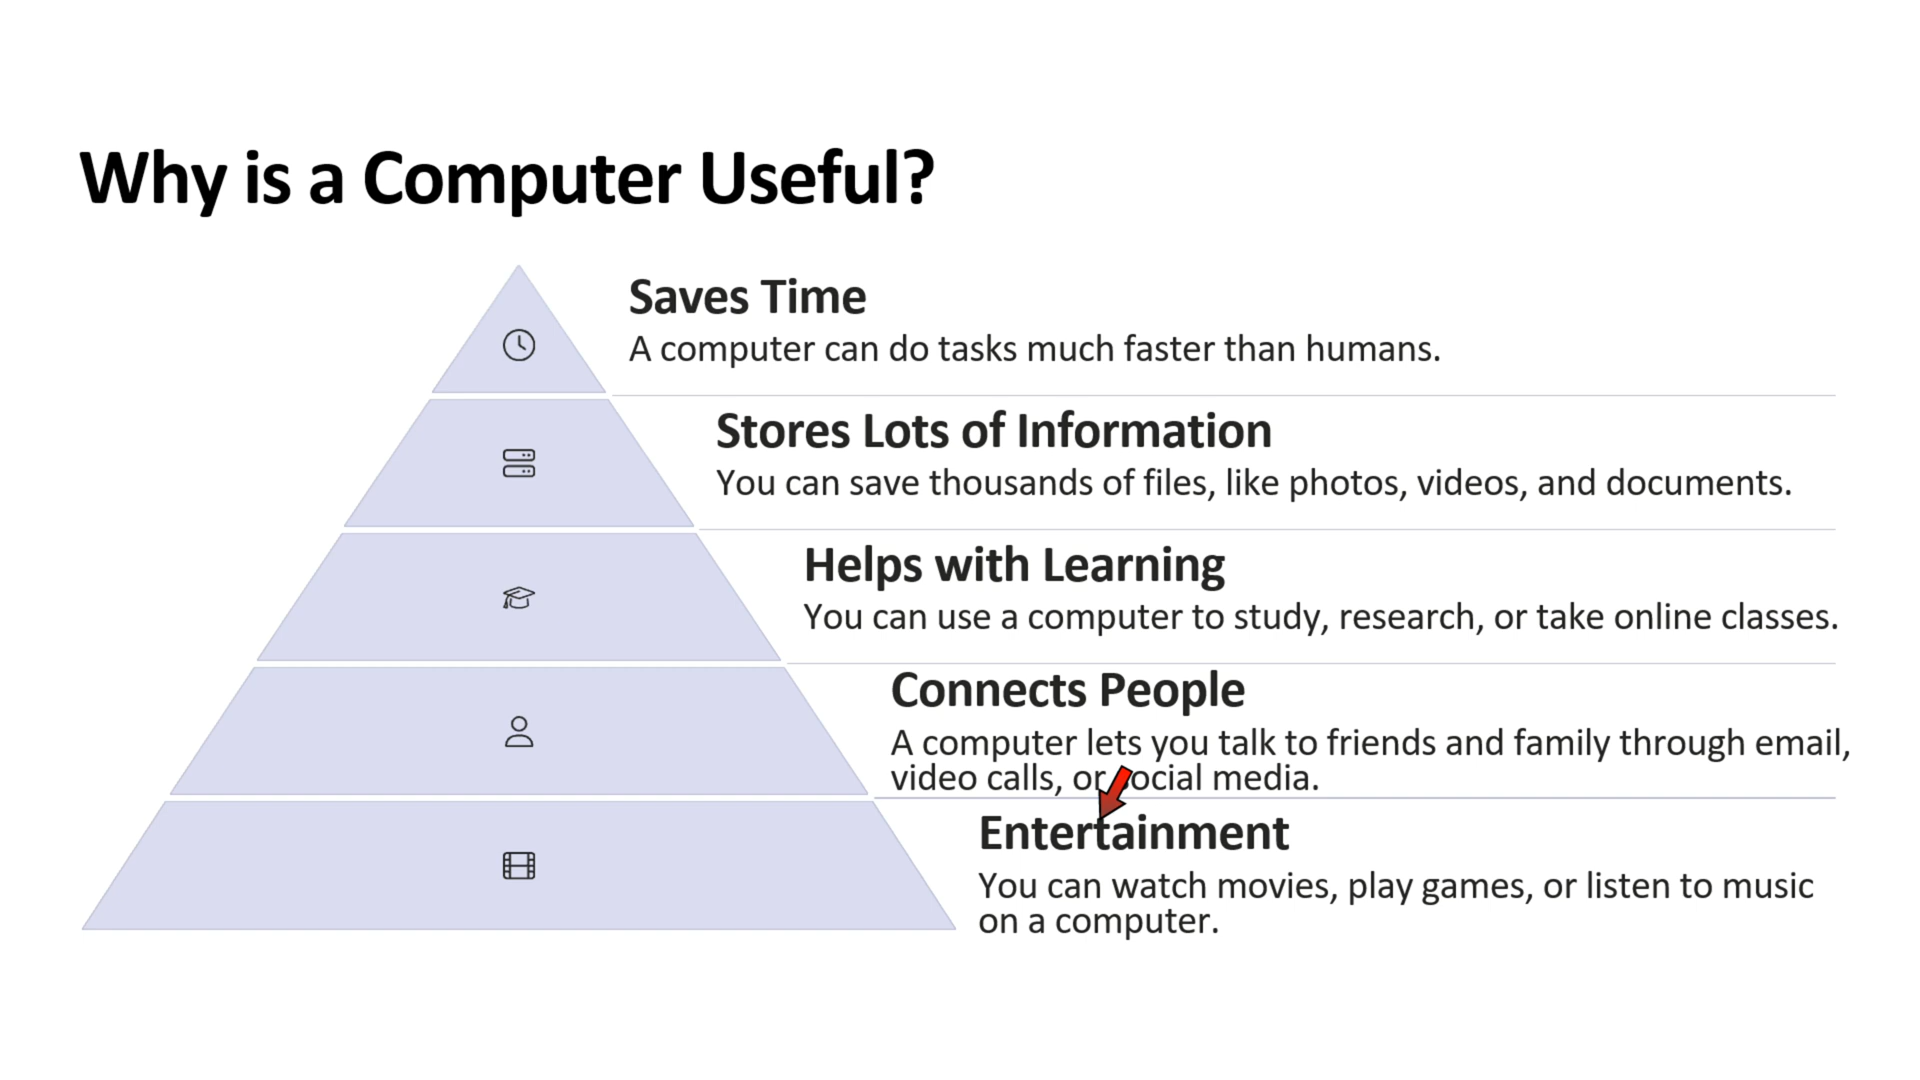 Why is a Computer Useful?
Saves Time
A computer can do tasks much faster than humans.
Stores Lots of Information
You can save thousands of files, like photos, videos, and documents.
Helps with Learning
You can use a computer to study, research, or take online classes.
Connects People
A computer lets you talk to friends and family through email,
video calls, or social media.
Entertainment
You can watch movies, play games, or listen to music
on a computer.